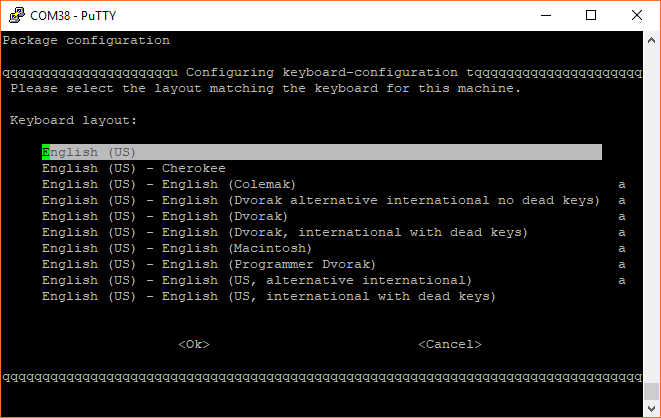 COM38 - PuTTY
Package configuration
qqqqqqqqqqqqqqqqqqqqqu Configuring keyboard-configuration tqqqqqqqqqqqqqqqqqqqqq
Please select the layout matching the keyboard for this machine.
Keyboard layout:
English (US)
English (US) - Cherokee
English (US) - English (Colemak) a
English (US) - English (Dvorak alternative international no dead keys) a
English (US) - English (Dvorak) a
English (US) - English (Dvorak, international with dead keys) a
English (US) - English (Macintosh) a
English (US) - English (Programmer Dvorak) a
English (US) - English (US, alternative international) a
English (US) - English (US, international with dead keys)
<Ok> <Cancel>
qqqqqqqqqqqqqqqqqqqqqqqqqqqqqqqqqqqqqqqqqqqqqqqqqqqqqqqqqqqqqqqqqqqqqqqqqqqqqqqq